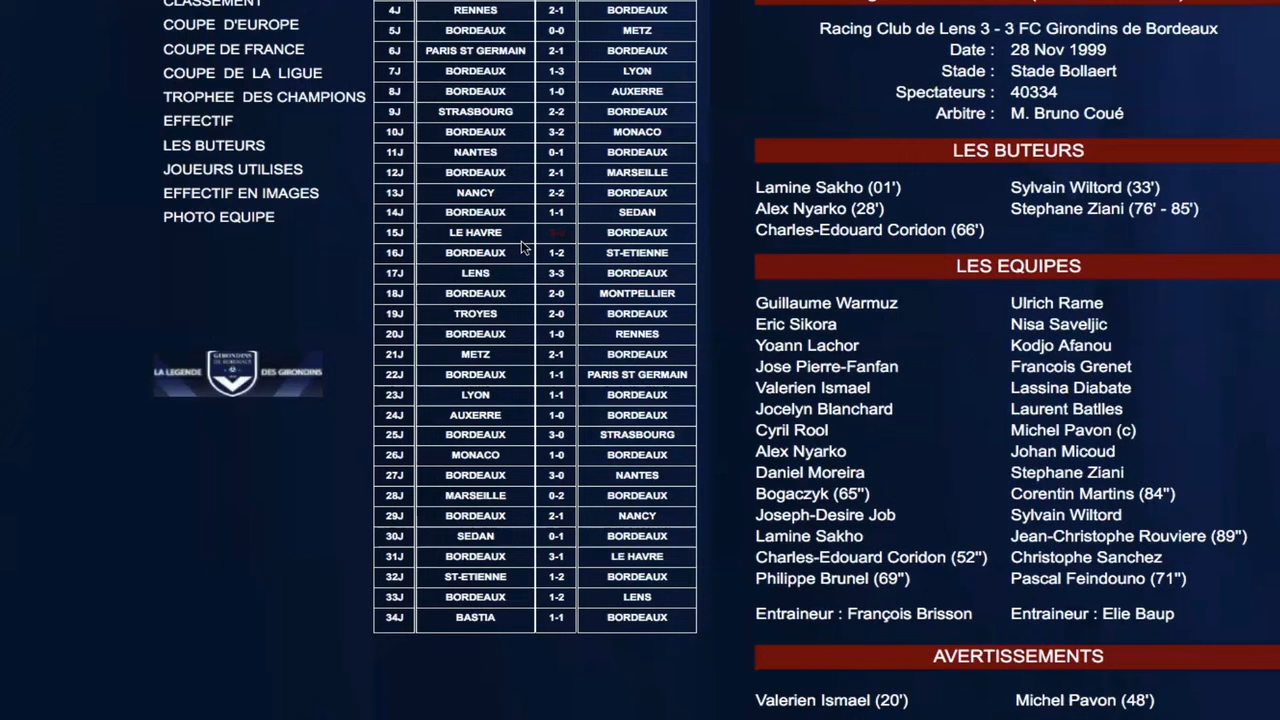 CLASSEMENT
COUPE D'EUROPE
COUPE DE FRANCE
COUPE DE LA LIGUE
TROPHEE DES CHAMPIONS
EFFECTIF
LES BUTEURS
JOUEURS UTILISES
EFFECTIF EN IMAGES
PHOTO EQUIPE
LA LEGENDE GIRONDINS DE BORDEAUX DES GIRONDINS
4J RENNES 2-1 BORDEAUX
5J BORDEAUX 0-0 METZ
6J PARIS ST GERMAIN 2-1 BORDEAUX
7J BORDEAUX 1-3 LYON
8J BORDEAUX 1-0 AUXERRE
9J STRASBOURG 2-2 BORDEAUX
10J BORDEAUX 3-2 MONACO
11J NANTES 0-1 BORDEAUX
12J BORDEAUX 2-1 MARSEILLE
13J NANCY 2-2 BORDEAUX
14J BORDEAUX 1-1 SEDAN
15J LE HAVRE BORDEAUX
16J BORDEAUX 1-2 ST-ETIENNE
17J LENS 3-3 BORDEAUX
18J BORDEAUX 2-0 MONTPELLIER
19J TROYES 2-0 BORDEAUX
20J BORDEAUX 1-0 RENNES
21J METZ 2-1 BORDEAUX
22J BORDEAUX 1-1 PARIS ST GERMAIN
23J LYON 1-1 BORDEAUX
24J AUXERRE 1-0 BORDEAUX
25J BORDEAUX 3-0 STRASBOURG
26J MONACO 1-0 BORDEAUX
27J BORDEAUX 3-0 NANTES
28J MARSEILLE 0-2 BORDEAUX
29J BORDEAUX 2-1 NANCY
30J SEDAN 0-1 BORDEAUX
31J BORDEAUX 3-1 LE HAVRE
32J ST-ETIENNE 1-2 BORDEAUX
33J BORDEAUX 1-2 LENS
34J BASTIA 1-1 BORDEAUX
Racing Club de Lens 3 - 3 FC Girondins de Bordeaux
Date : 28 Nov 1999
Stade : Stade Bollaert
Spectateurs : 40334
Arbitre : M. Bruno Coué
LES BUTEURS
Lamine Sakho (01') Sylvain Wiltord (33')
Alex Nyarko (28') Stephane Ziani (76' - 85')
Charles-Edouard Coridon (66')
LES EQUIPES
Guillaume Warmuz Ulrich Rame
Eric Sikora Nisa Saveljic
Yoann Lachor Kodjo Afanou
Jose Pierre-Fanfan Francois Grenet
Valerien Ismael Lassina Diabate
Jocelyn Blanchard Laurent Batlles
Cyril Rool Michel Pavon (c)
Alex Nyarko Johan Micoud
Daniel Moreira Stephane Ziani
Bogaczyk (65") Corentin Martins (84")
Joseph-Desire Job Sylvain Wiltord
Lamine Sakho Jean-Christophe Rouviere (89")
Charles-Edouard Coridon (52") Christophe Sanchez
Philippe Brunel (69") Pascal Feindouno (71")
Entraineur : François Brisson Entraineur : Elie Baup
AVERTISSEMENTS
Valerien Ismael (20') Michel Pavon (48')